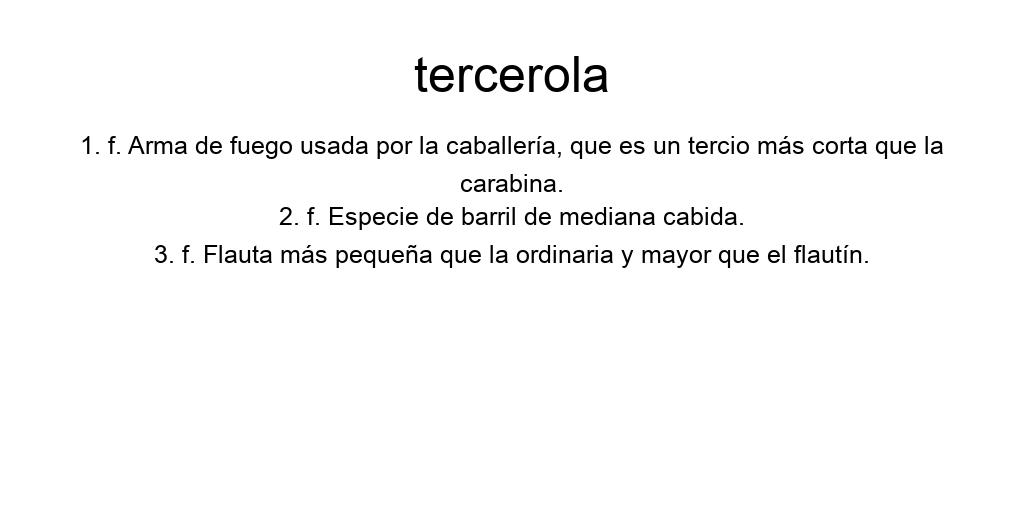 tercerola
1. f. Arma de fuego usada por la caballería, que es un tercio más corta que la
carabina.
2. f. Especie de barril de mediana cabida.
3. f. Flauta más pequeña que la ordinaria y mayor que el flautín.